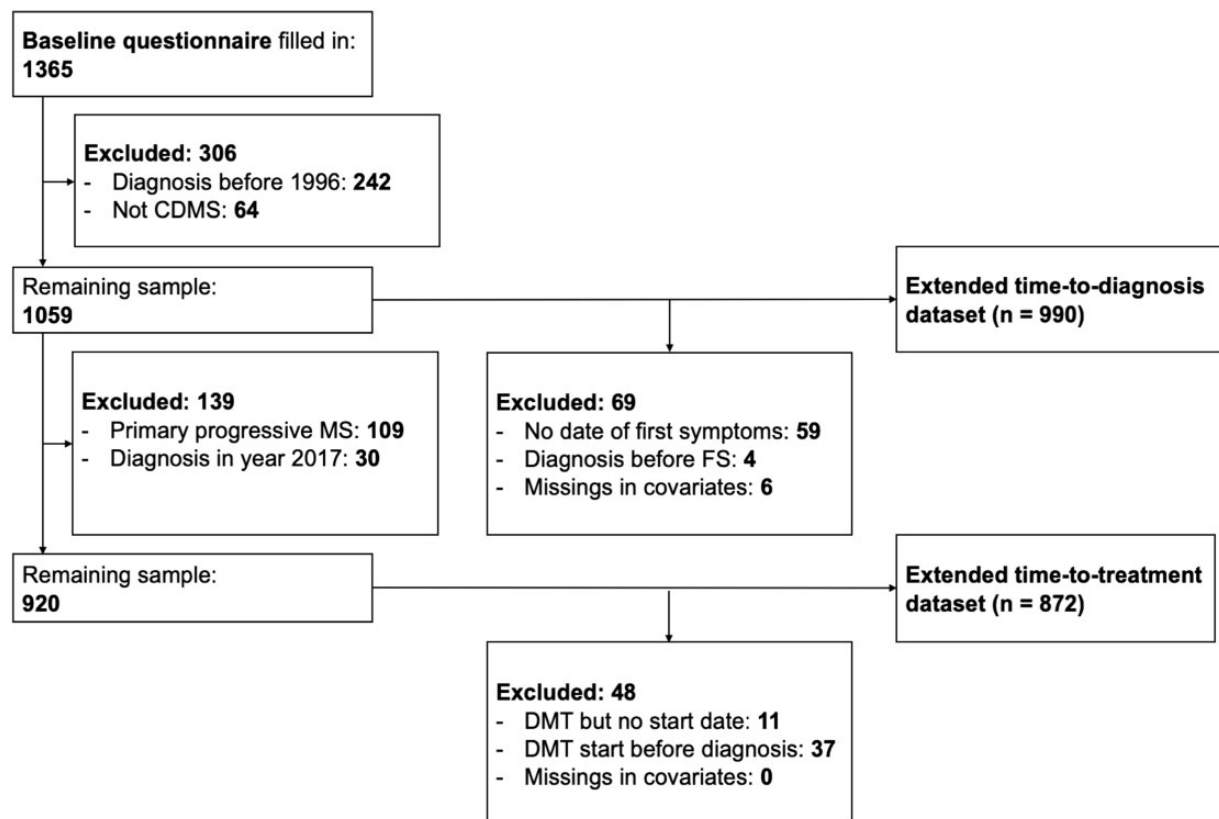 Baseline questionnaire filled in:
1365
Excluded: 306
- Diagnosis before 1996: 242
- Not CDMS: 64
Remaining sample:
1059
Extended time-to-diagnosis
dataset (n = 990)
Excluded: 139
- Primary progressive MS: 109
- Diagnosis in year 2017: 30
Excluded: 69
- No date of first symptoms: 59
- Diagnosis before FS: 4
- Missings in covariates: 6
Remaining sample:
920
Extended time-to-treatment
dataset (n = 872)
Excluded: 48
- DMT but no start date: 11
- DMT start before diagnosis: 37
- Missings in covariates: 0